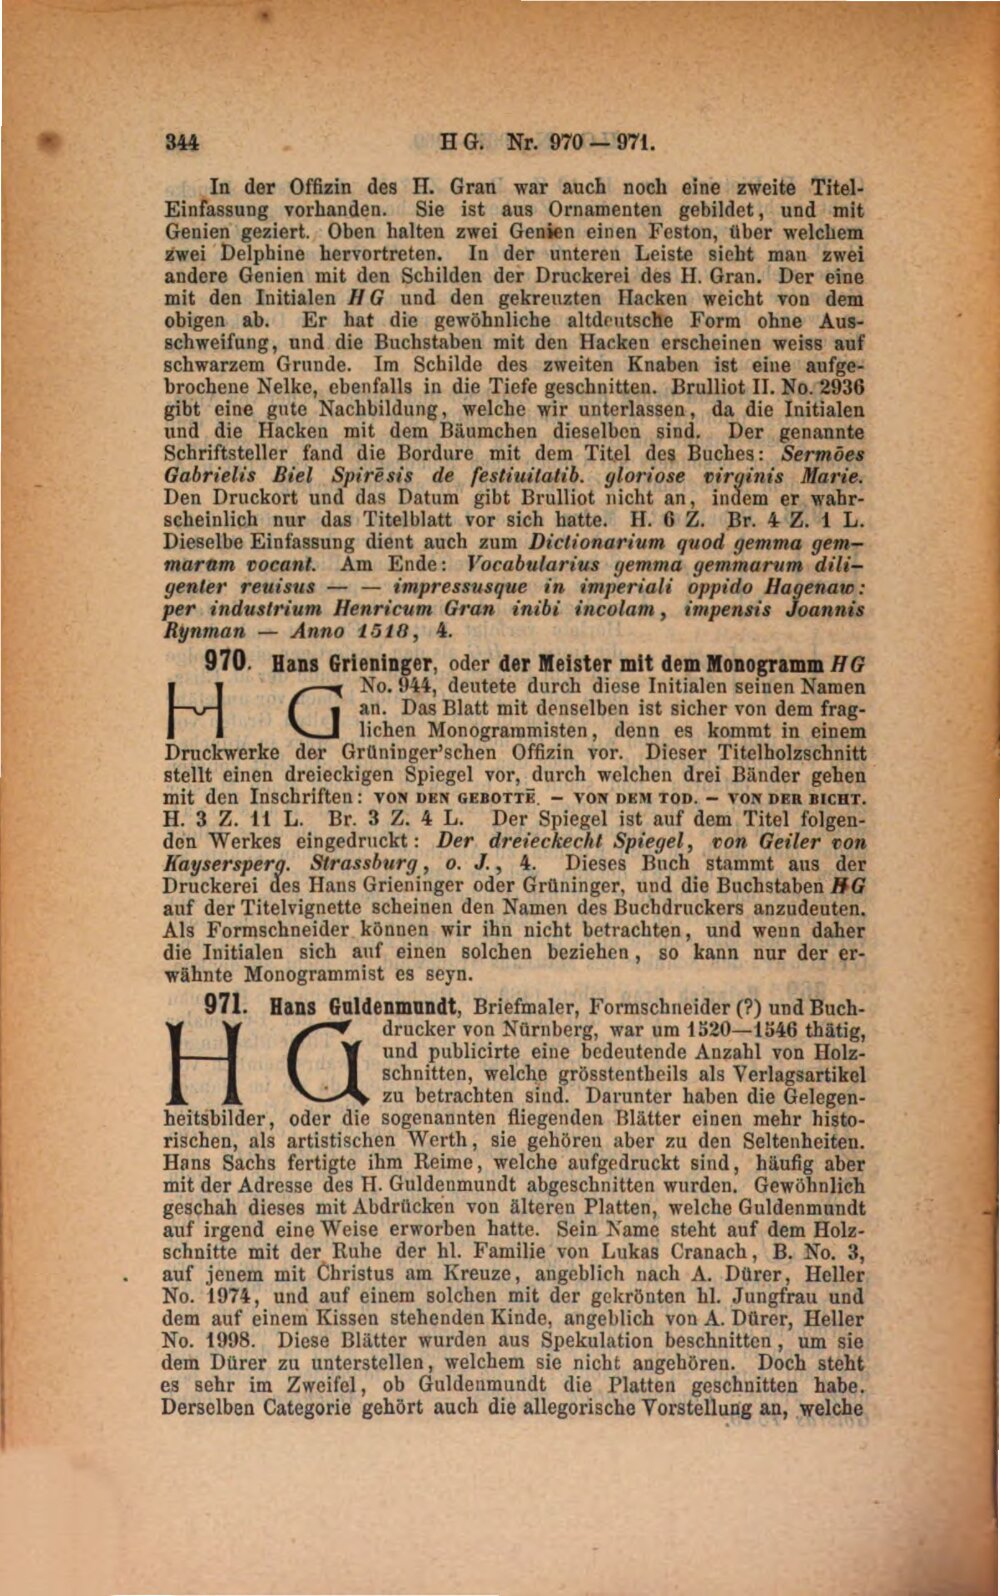 344 H G. Nr. 970 — 971.
In der Offizin des H. Gran war auch noch eine zweite Titel-
Einfassung vorhanden. Sie ist aus Ornamenten gebildet, und mit
Genien geziert. Oben halten zwei Genien einen Feston, über welchem
zwei Delphine hervortreten. In der unteren Leiste sieht man zwei
andere Genien mit den Schilden der Druckerei des H. Gran. Der eine
mit den Initialen H G und den gekreuzten Hacken weicht von dem
obigen ab. Er hat die gewöhnliche altdeutsche Form ohne Aus-
schweifung, und die Buchstaben mit den Hacken erscheinen weiss auf
schwarzem Grunde. Im Schilde des zweiten Knaben ist eine aufge-
brochene Nelke, ebenfalls in die Tiefe geschnitten. Brulliot II. No. 2936
gibt eine gute Nachbildung, welche wir unterlassen, da die Initialen
und die Hacken mit dem Bäumchen dieselben sind. Der genannte
Schriftsteller fand die Bordure mit dem Titel des Buches: Sermōes
Gabrielis Biel Spirēsis de festiuitatib. gloriose virginis Marie.
Den Druckort und das Datum gibt Brulliot nicht an, indem er wahr-
scheinlich nur das Titelblatt vor sich hatte. H. 6 Z. Br. 4 Z. 1 L.
Dieselbe Einfassung dient auch zum Dictionarium quod gemma gem-
marum vocant. Am Ende: Vocabularius gemma gemmarum dili-
genter reuisus — — impressusque in imperiali oppido Hagenaw:
per industrium Henricum Gran inibi incolam, impensis Joannis
Rynman — Anno 1518, 4.
970. Hans Grieninger, oder der Meister mit dem Monogramm H G
H G No. 944, deutete durch diese Initialen seinen Namen
an. Das Blatt mit denselben ist sicher von dem frag-
lichen Monogrammisten, denn es kommt in einem
Druckwerke der Grüninger'schen Offizin vor. Dieser Titelholzschnitt
stellt einen dreieckigen Spiegel vor, durch welchen drei Bänder gehen
mit den Inschriften: VON DEN GEBOTTĒ. — VON DEM TOD. — VON DER BICHT.
H. 3 Z. 11 L. Br. 3 Z. 4 L. Der Spiegel ist auf dem Titel folgen-
den Werkes eingedruckt: Der dreieckecht Spiegel, von Geiler von
Kaysersperg. Strassburg, o. J., 4. Dieses Buch stammt aus der
Druckerei des Hans Grieninger oder Grüninger, und die Buchstaben H G
auf der Titelvignette scheinen den Namen des Buchdruckers anzudeuten.
Als Formschneider können wir ihn nicht betrachten, und wenn daher
die Initialen sich auf einen solchen beziehen, so kann nur der er-
wähnte Monogrammist es seyn.
971. Hans Guldenmundt, Briefmaler, Formschneider (?) und Buch-
H G drucker von Nürnberg, war um 1520—1546 thätig,
und publicirte eine bedeutende Anzahl von Holz-
schnitten, welche grösstentheils als Verlagsartikel
zu betrachten sind. Darunter haben die Gelegen-
heitsbilder, oder die sogenannten fliegenden Blätter einen mehr histo-
rischen, als artistischen Werth, sie gehören aber zu den Seltenheiten.
Hans Sachs fertigte ihm Reime, welche aufgedruckt sind, häufig aber
mit der Adresse des H. Guldenmundt abgeschnitten wurden. Gewöhnlich
geschah dieses mit Abdrücken von älteren Platten, welche Guldenmundt
auf irgend eine Weise erworben hatte. Sein Name steht auf dem Holz-
schnitte mit der Ruhe der hl. Familie von Lukas Cranach, B. No. 3,
auf jenem mit Christus am Kreuze, angeblich nach A. Dürer, Heller
No. 1974, und auf einem solchen mit der gekrönten hl. Jungfrau und
dem auf einem Kissen stehenden Kinde, angeblich von A. Dürer, Heller
No. 1998. Diese Blätter wurden aus Spekulation beschnitten, um sie
dem Dürer zu unterstellen, welchem sie nicht angehören. Doch steht
es sehr im Zweifel, ob Guldenmundt die Platten geschnitten habe.
Derselben Categorie gehört auch die allegorische Vorstellung an, welche